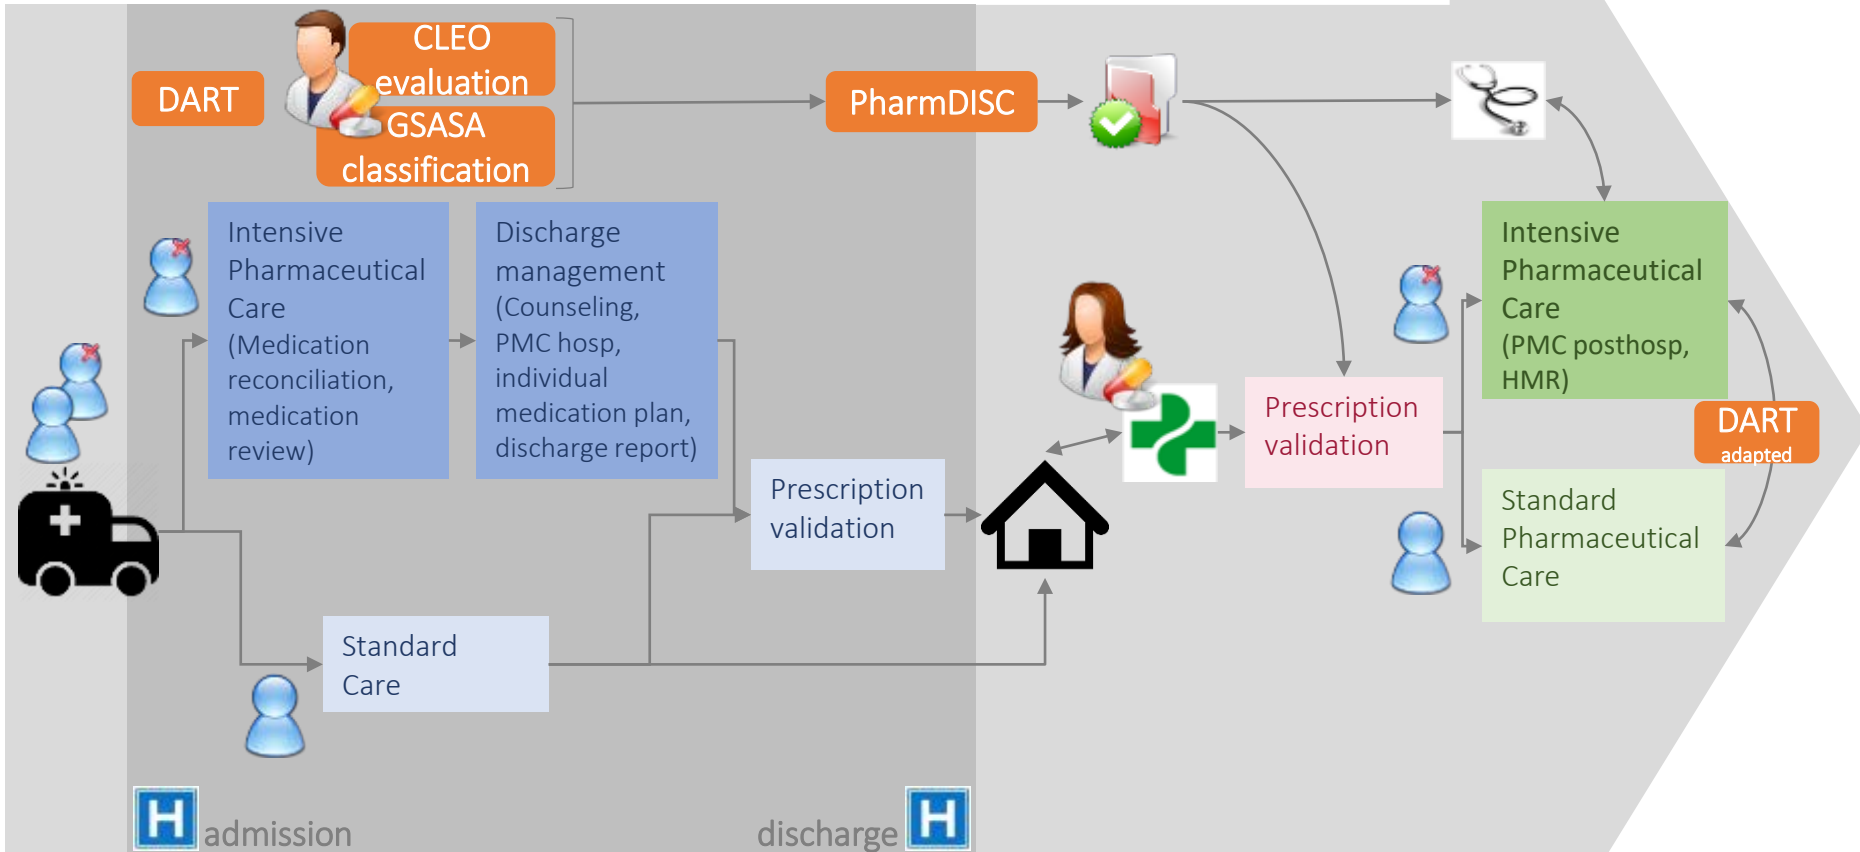 DART
CLEO
evaluation
GSASA
classification
PharmDISC
Intensive
Pharmaceutical
Care
(Medication
reconciliation,
medication
review)
Discharge
management
(Counseling,
PMC hosp,
individual
medication plan,
discharge report)
Prescription
validation
Standard
Care
Prescription
validation
Intensive
Pharmaceutical
Care
(PMC posthosp,
HMR)
DART
adapted
Standard
Pharmaceutical
Care
H admission
discharge H